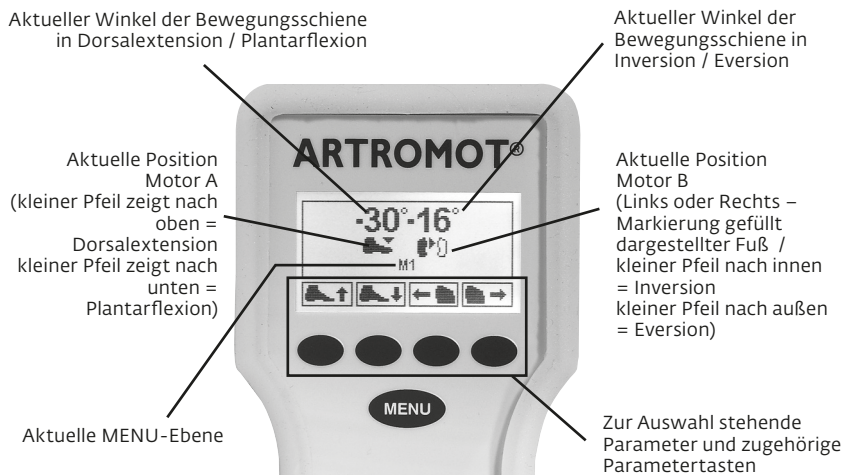 Aktueller Winkel der Bewegungsschiene
in Dorsalextension / Plantarflexion
Aktueller Winkel der
Bewegungsschiene in
Inversion / Eversion
Aktuelle Position
Motor A
(kleiner Pfeil zeigt nach
oben =
Dorsalextension
kleiner Pfeil zeigt nach
unten =
Plantarflexion)
ARTROMOT®
-30°-16°
M1
MENU
Aktuelle Position
Motor B
(Links oder Rechts –
Markierung gefüllt
dargestellter Fuß /
kleiner Pfeil nach innen
= Inversion
kleiner Pfeil nach außen
= Eversion)
Aktuelle MENU-Ebene
Zur Auswahl stehende
Parameter und zugehörige
Parametertasten